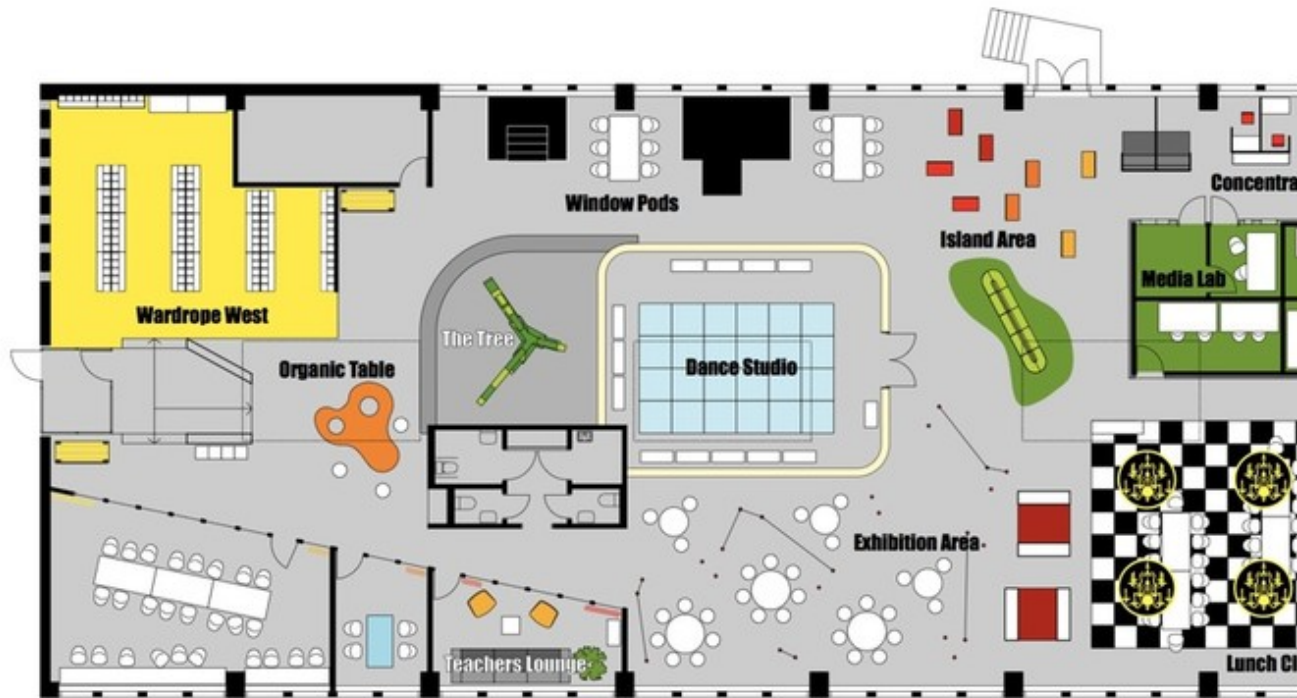 Window Pods
Concentra
Island Area
Media Lab
Wardrope West
The Tree
Organic Table
Dance Studio
Exhibition Area
Teachers Lounge
Lunch Cl